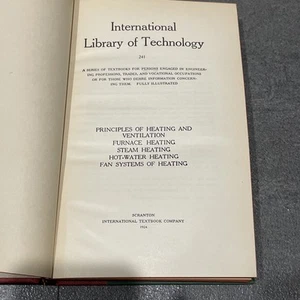 International
Library of Technology
A SERIES OF TEXTBOOKS FOR PERSONS ENGAGED IN ENGINEER-
ING PROFESSIONS, TRADES, AND VOCATIONAL OCCUPATIONS
OR FOR THOSE WHO DESIRE INFORMATION CONCERN-
ING THEM. FULLY ILLUSTRATED
PRINCIPLES OF HEATING AND
VENTILATION
FURNACE HEATING
STEAM HEATING
HOT-WATER HEATING
FAN SYSTEMS OF HEATING
SCRANTON
INTERNATIONAL TEXTBOOK COMPANY